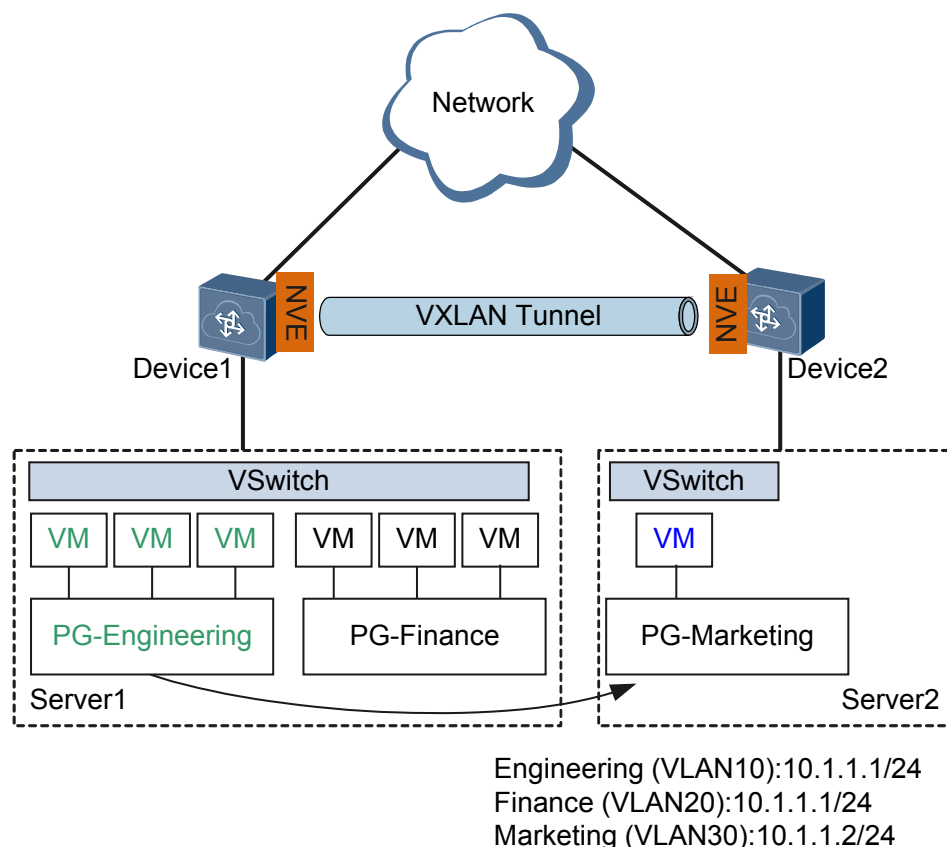 Network
NVE
VXLAN Tunnel
NVE
Device1
Device2
VSwitch
VSwitch
VM VM VM VM VM VM
VM
PG-Engineering
PG-Finance
PG-Marketing
Server1
Server2
Engineering (VLAN10):10.1.1.1/24
Finance (VLAN20):10.1.1.1/24
Marketing (VLAN30):10.1.1.2/24